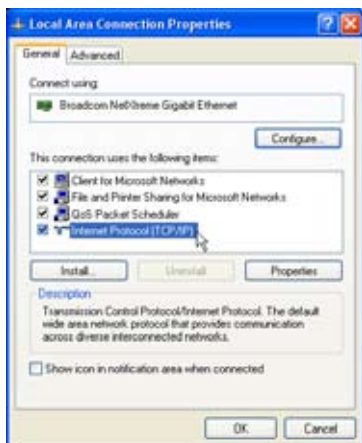 Local Area Connection Properties
General Advanced
Connect using:
Broadcom NetXtreme Gigabit Ethernet
Configure...
This connection uses the following items:
Client for Microsoft Networks
File and Printer Sharing for Microsoft Networks
QoS Packet Scheduler
Internet Protocol (TCP/IP)
Install... Uninstall Properties
Description
Transmission Control Protocol/Internet Protocol. The default
wide area network protocol that provides communication
across diverse interconnected networks.
Show icon in notification area when connected
OK Cancel